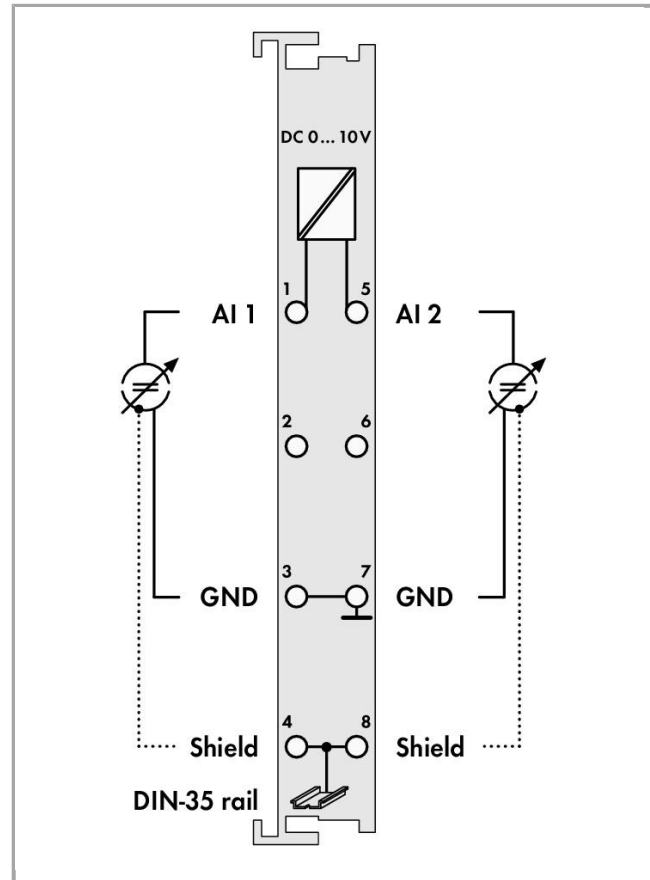 DC 0... 10V
1 5
AI 1 AI 2
2 6
3 7
GND GND
4 8
Shield Shield
DIN-35 rail